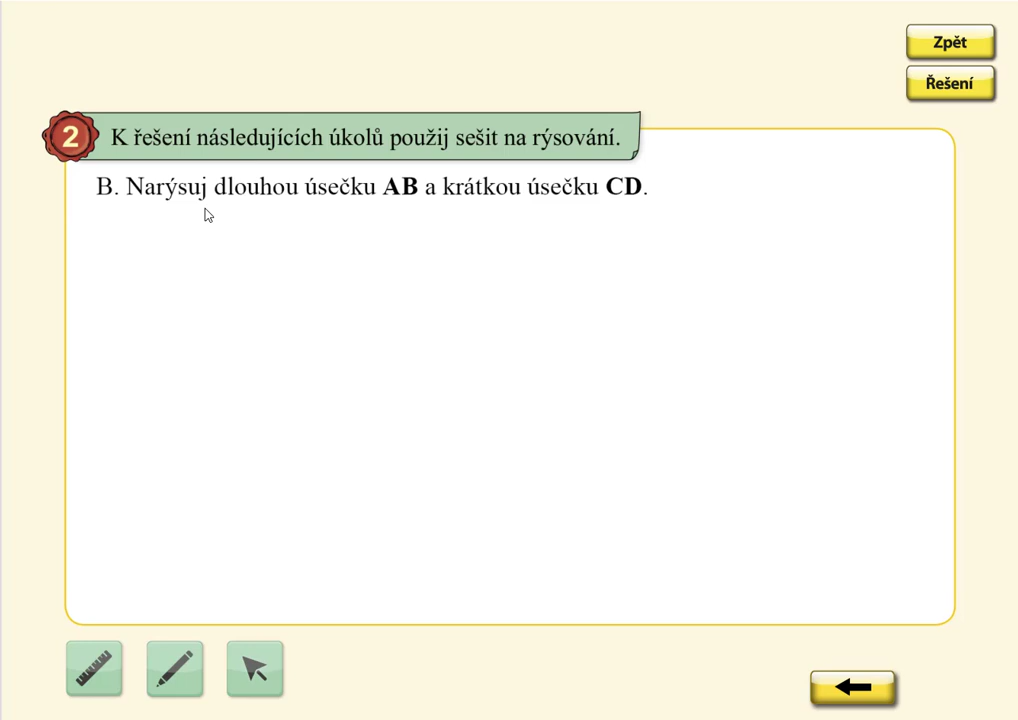 Zpět
Řešení
2 K řešení následujících úkolů použij sešit na rýsování.
B. Narýsuj dlouhou úsečku AB a krátkou úsečku CD.